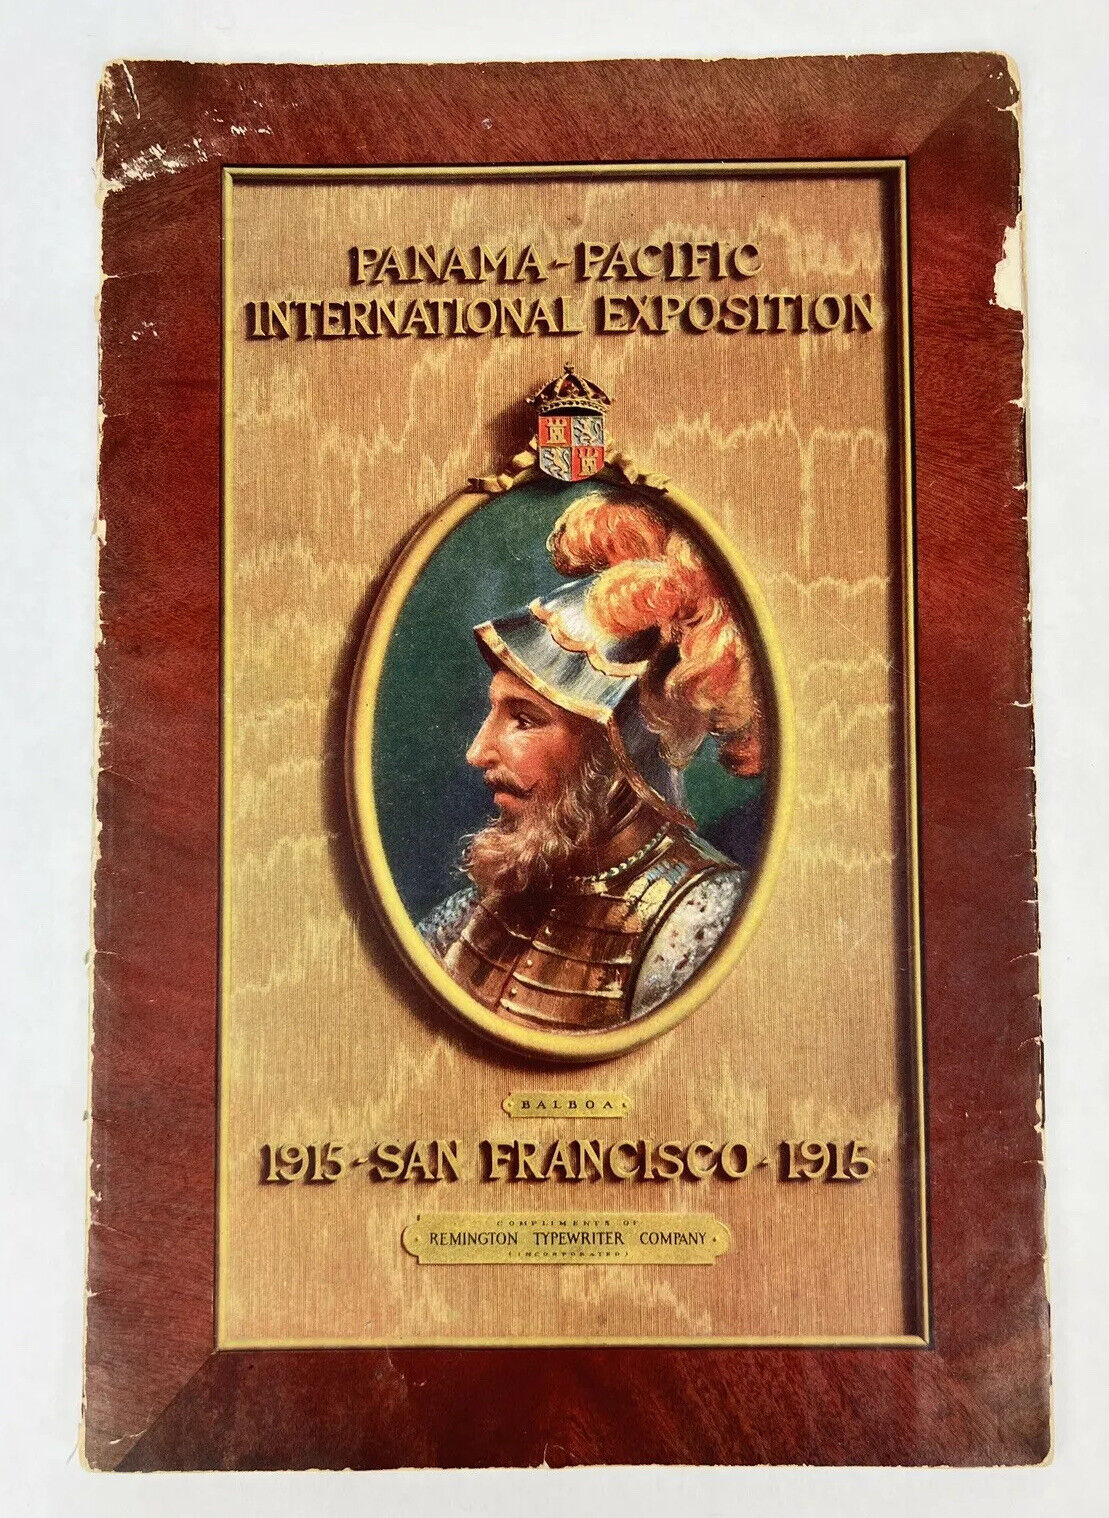 PANAMA-PACIFIC
INTERNATIONAL EXPOSITION
BALBOA
1915-SAN FRANCISCO-1915
COMPLIMENTS OF
REMINGTON TYPEWRITER COMPANY
(INCORPORATED)